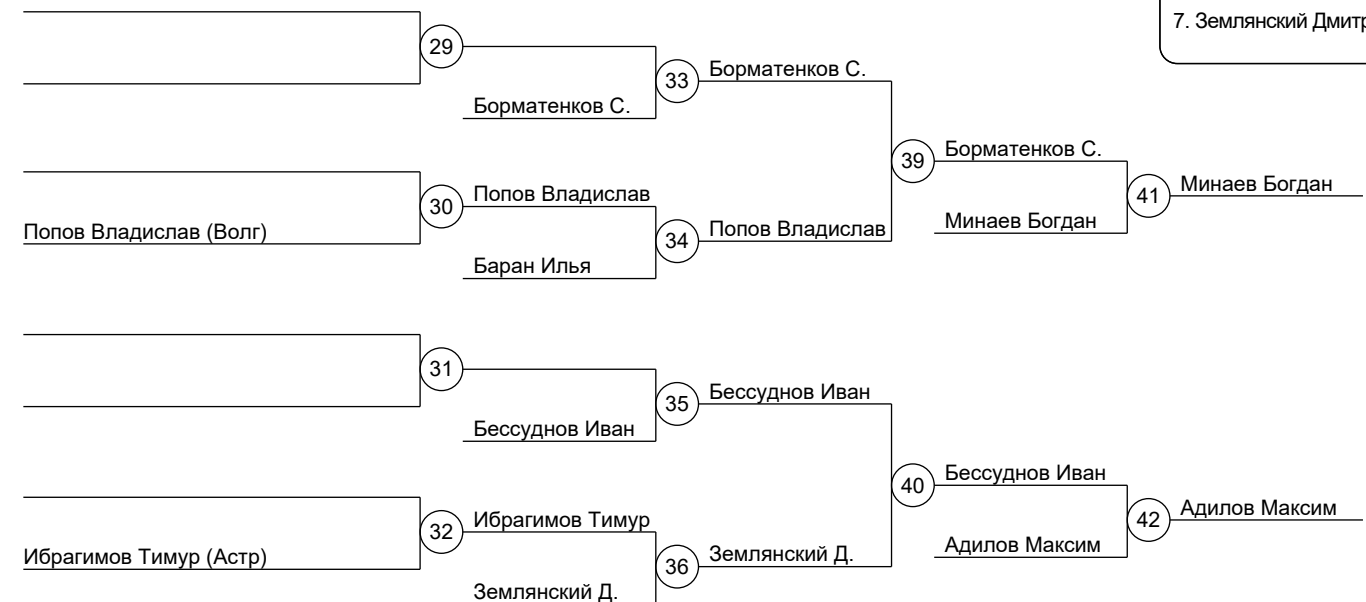 7. Землянский Дмитр
29
33
Борматенков С.
Борматенков С.
39
Борматенков С.
41
Минаев Богдан
30
Попов Владислав
Попов Владислав (Волг)
34
Попов Владислав
Минаев Богдан
Баран Илья
31
35
Бессуднов Иван
Бессуднов Иван
40
Бессуднов Иван
42
Адилов Максим
32
Ибрагимов Тимур
Ибрагимов Тимур (Астр)
36
Землянский Д.
Адилов Максим
Землянский Д.